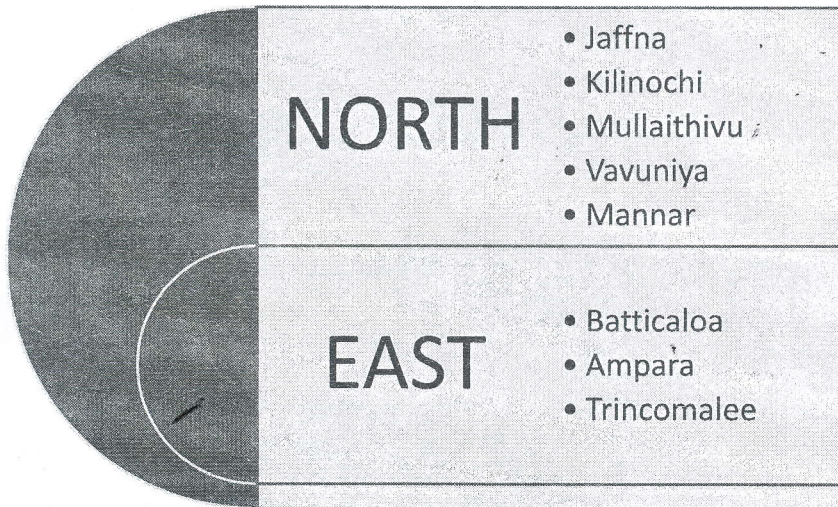 NORTH
• Jaffna
• Kilinochi
• Mullaithivu
• Vavuniya
• Mannar
EAST
• Batticaloa
• Ampara
• Trincomalee